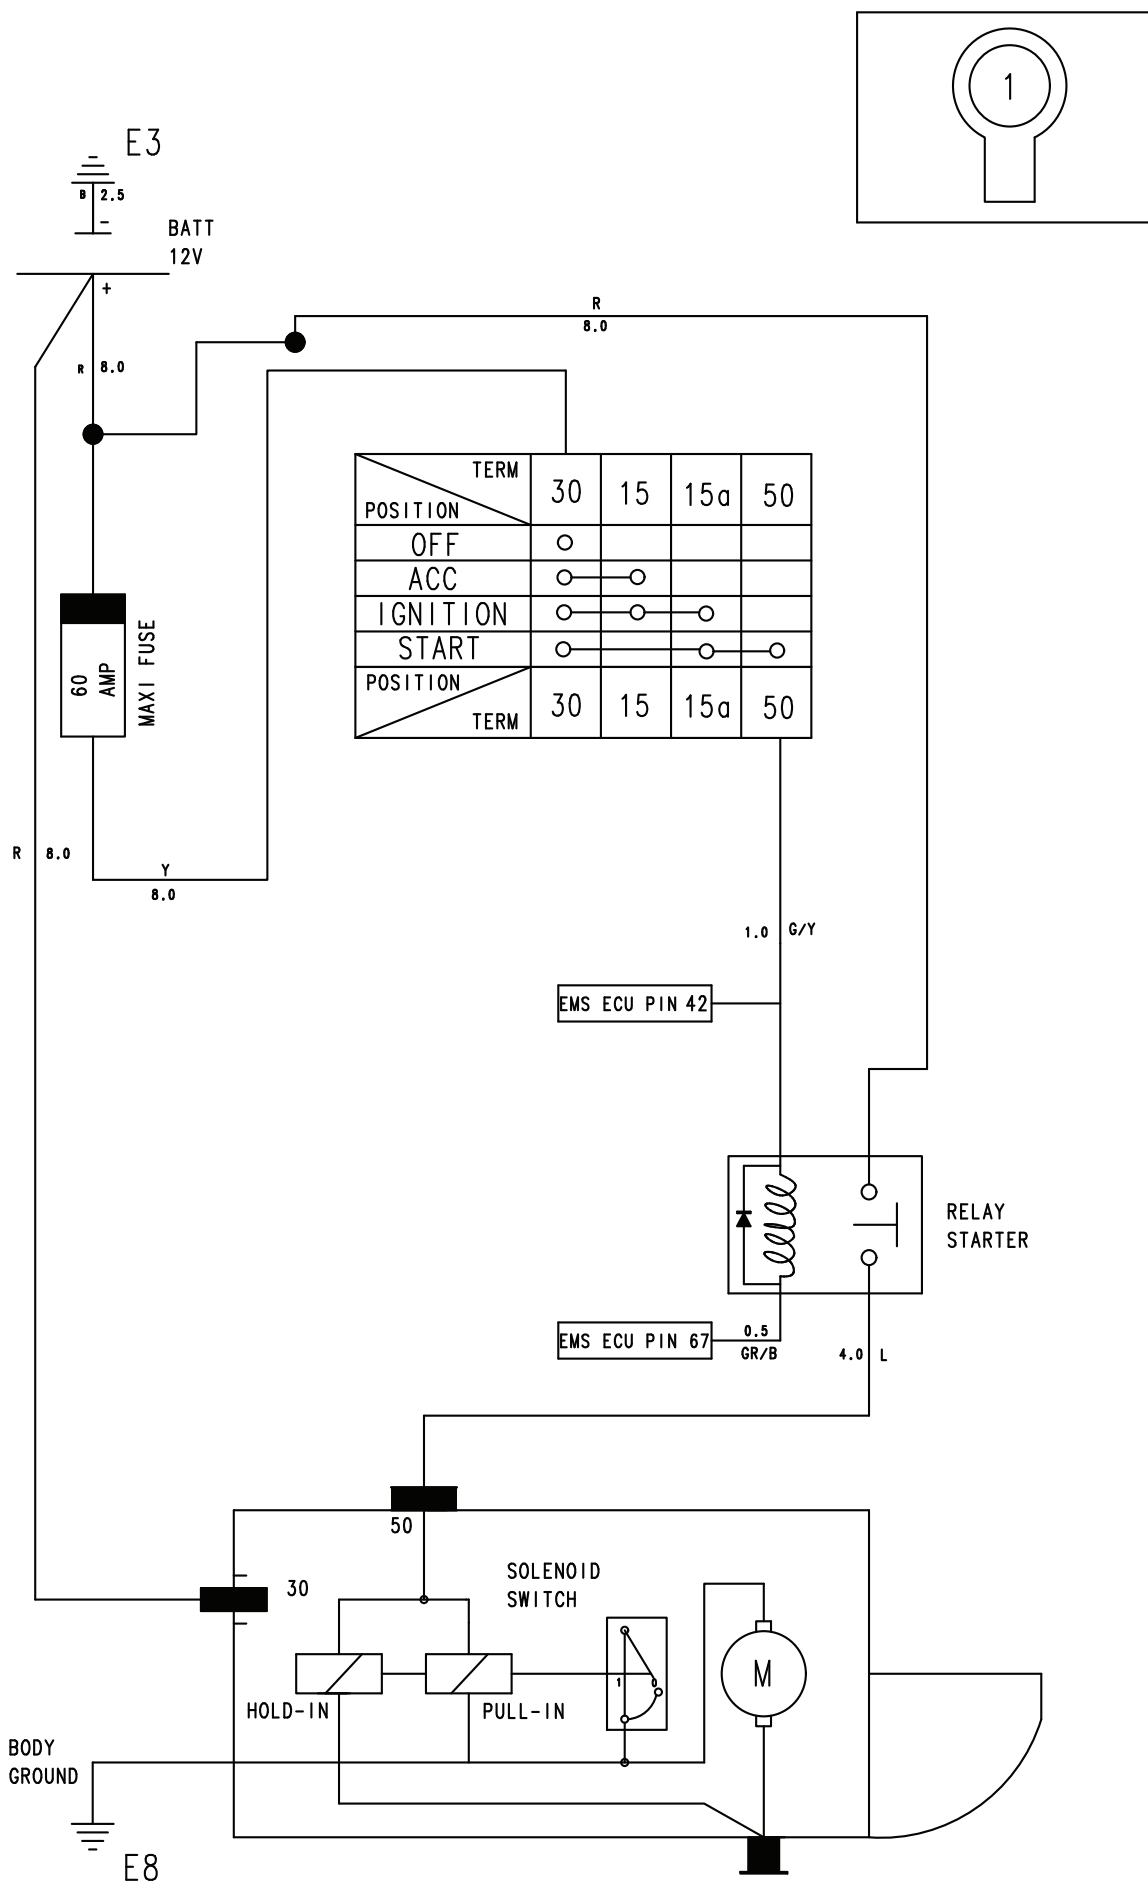 1
E3
B 2.5
-
BATT
12V
+
R
8.0
R 8.0
TERM
POSITION
30 15 15a 50
OFF
ACC
IGNITION
START
POSITION
TERM
30 15 15a 50
60
AMP
MAXI FUSE
R 8.0
Y
8.0
1.0 G/Y
EMS ECU PIN 42
RELAY
STARTER
EMS ECU PIN 67
0.5
GR/B
4.0 L
50
30
SOLENOID
SWITCH
1 0
M
HOLD-IN
PULL-IN
BODY
GROUND
E8